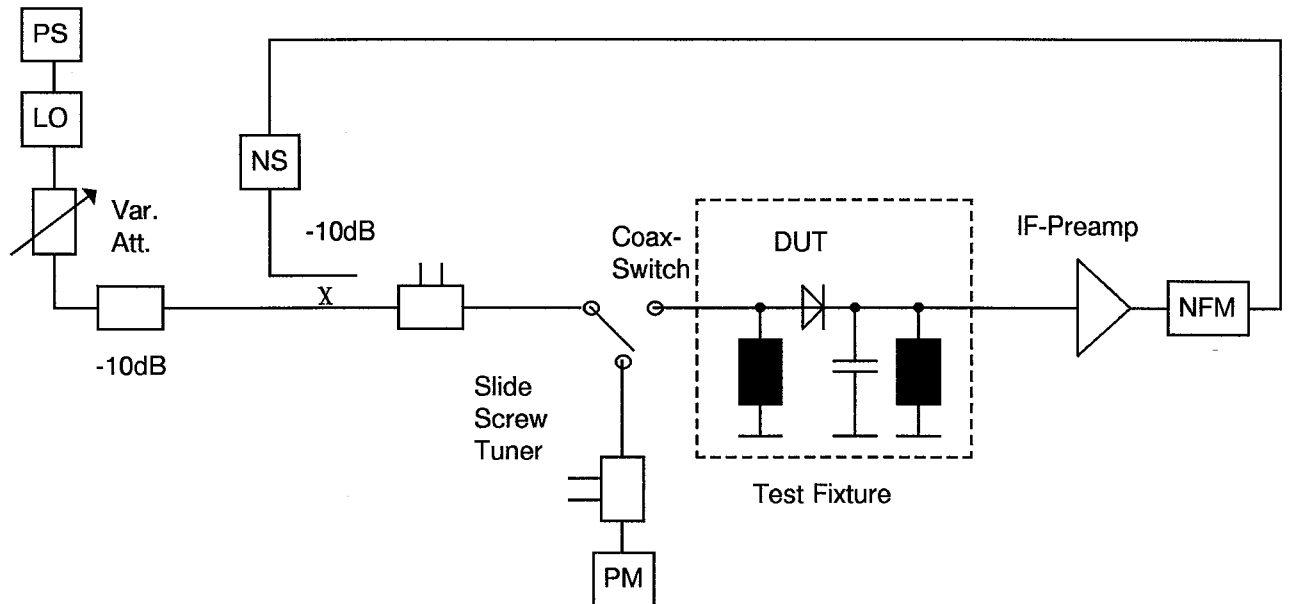 PS
LO
Var.
Att.
-10dB
NS
-10dB
X
Coax-
Switch
Slide
Screw
Tuner
PM
DUT
Test Fixture
IF-Preamp
NFM